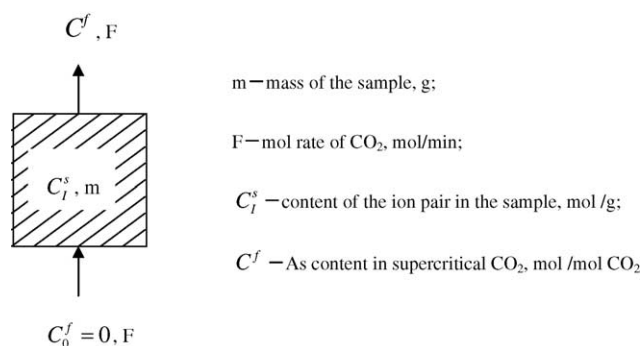 C^f, F
m—mass of the sample, g;
F—mol rate of CO₂, mol/min;
C_I^s, m
C_I^s —content of the ion pair in the sample, mol /g;
C^f —As content in supercritical CO₂, mol /mol CO₂
C_0^f = 0, F